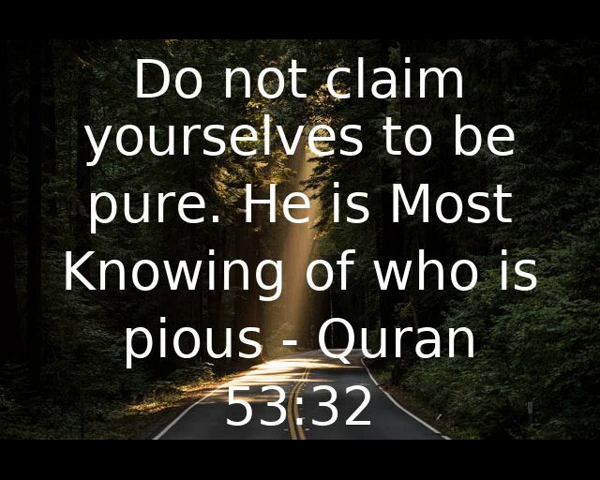 Do not claim
yourselves to be
pure. He is Most
Knowing of who is
pious - Quran
53:32